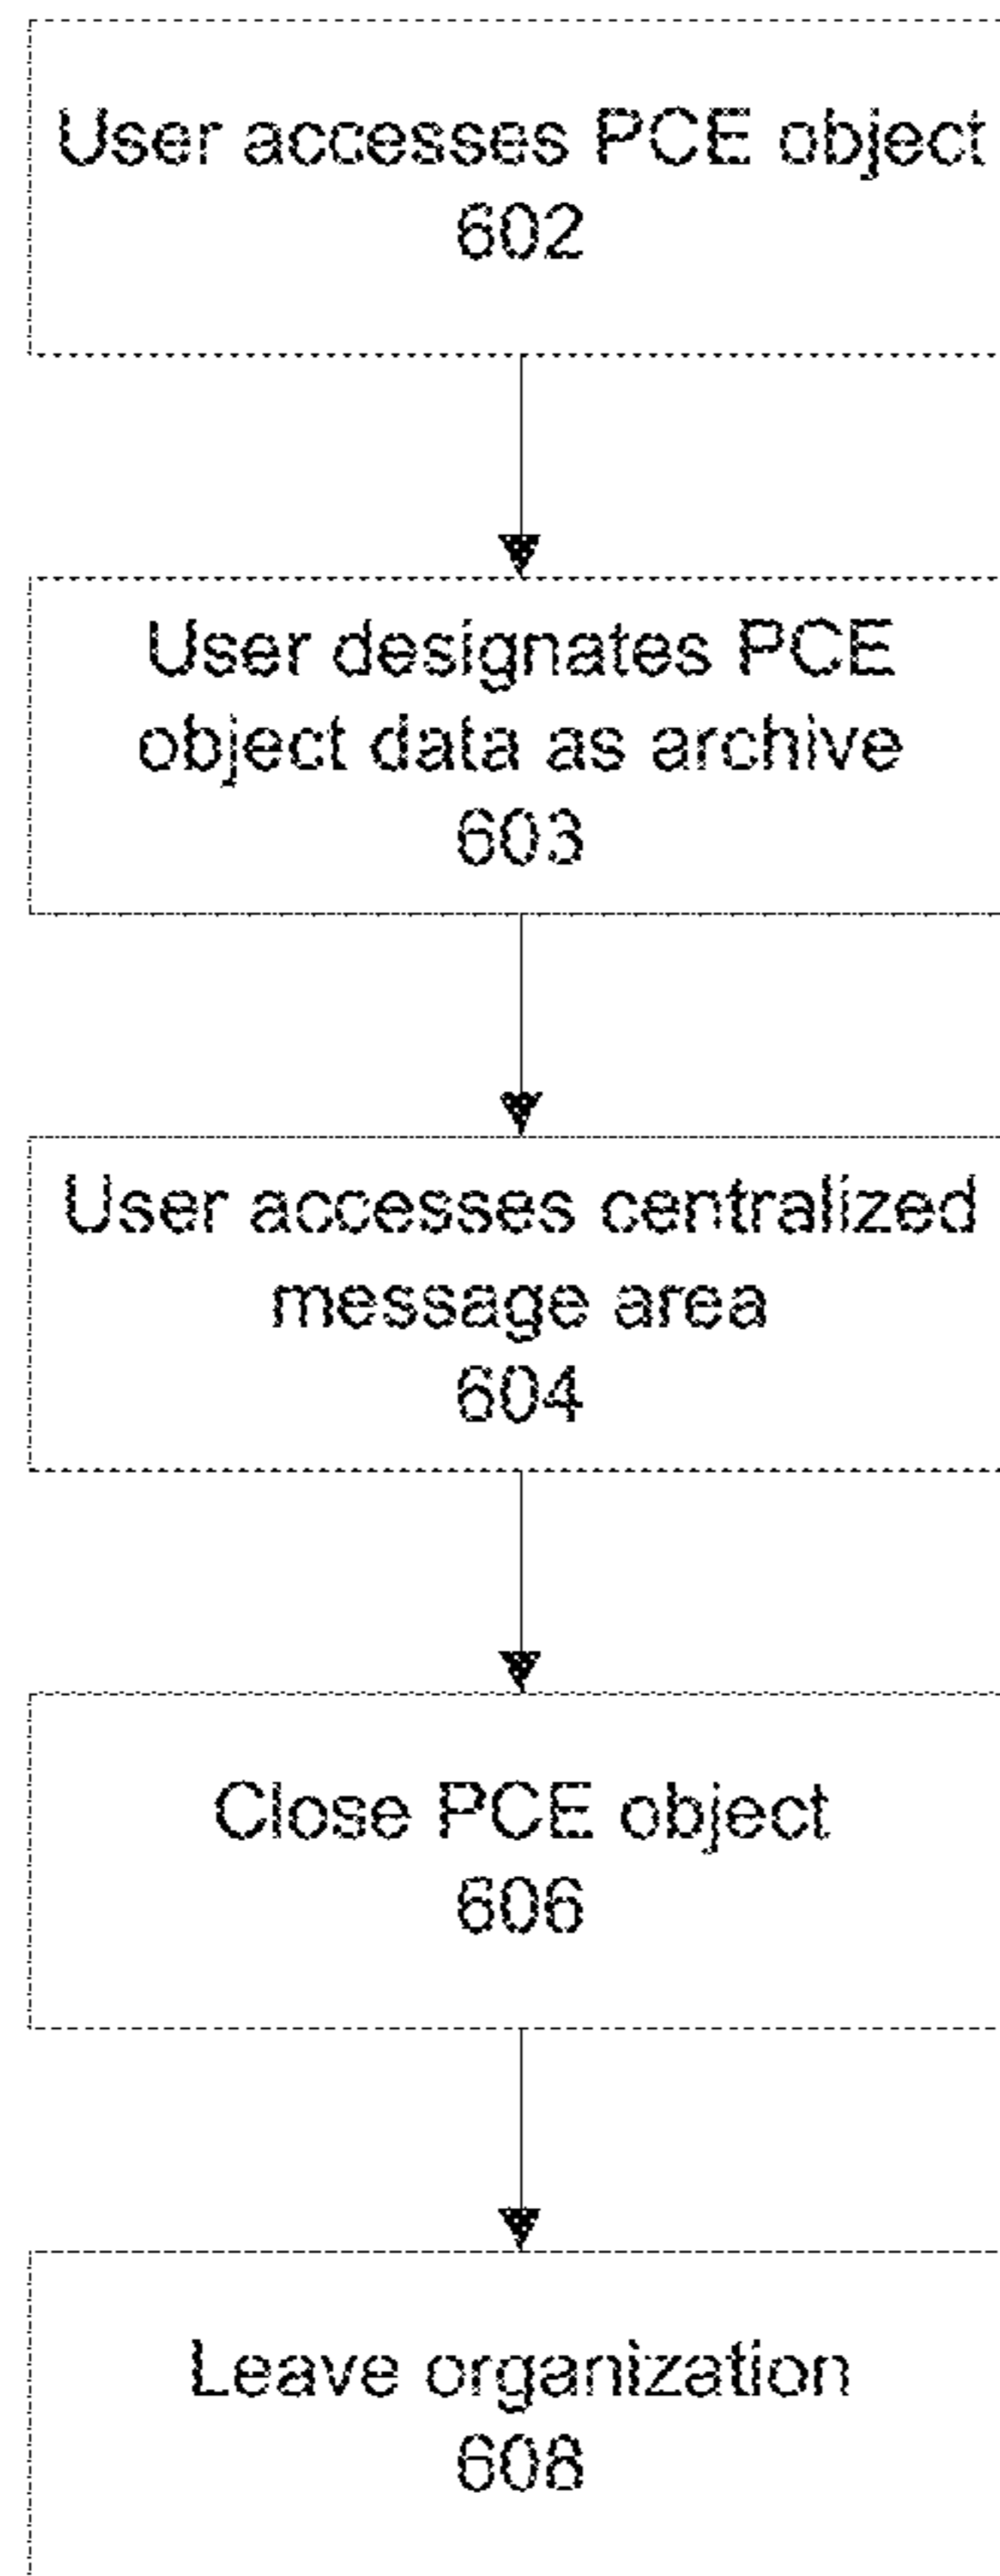 User accesses PCE object
602
User designates PCE
object data as archive
603
User accesses centralized
message area
604
Close PCE object
606
Leave organization
608